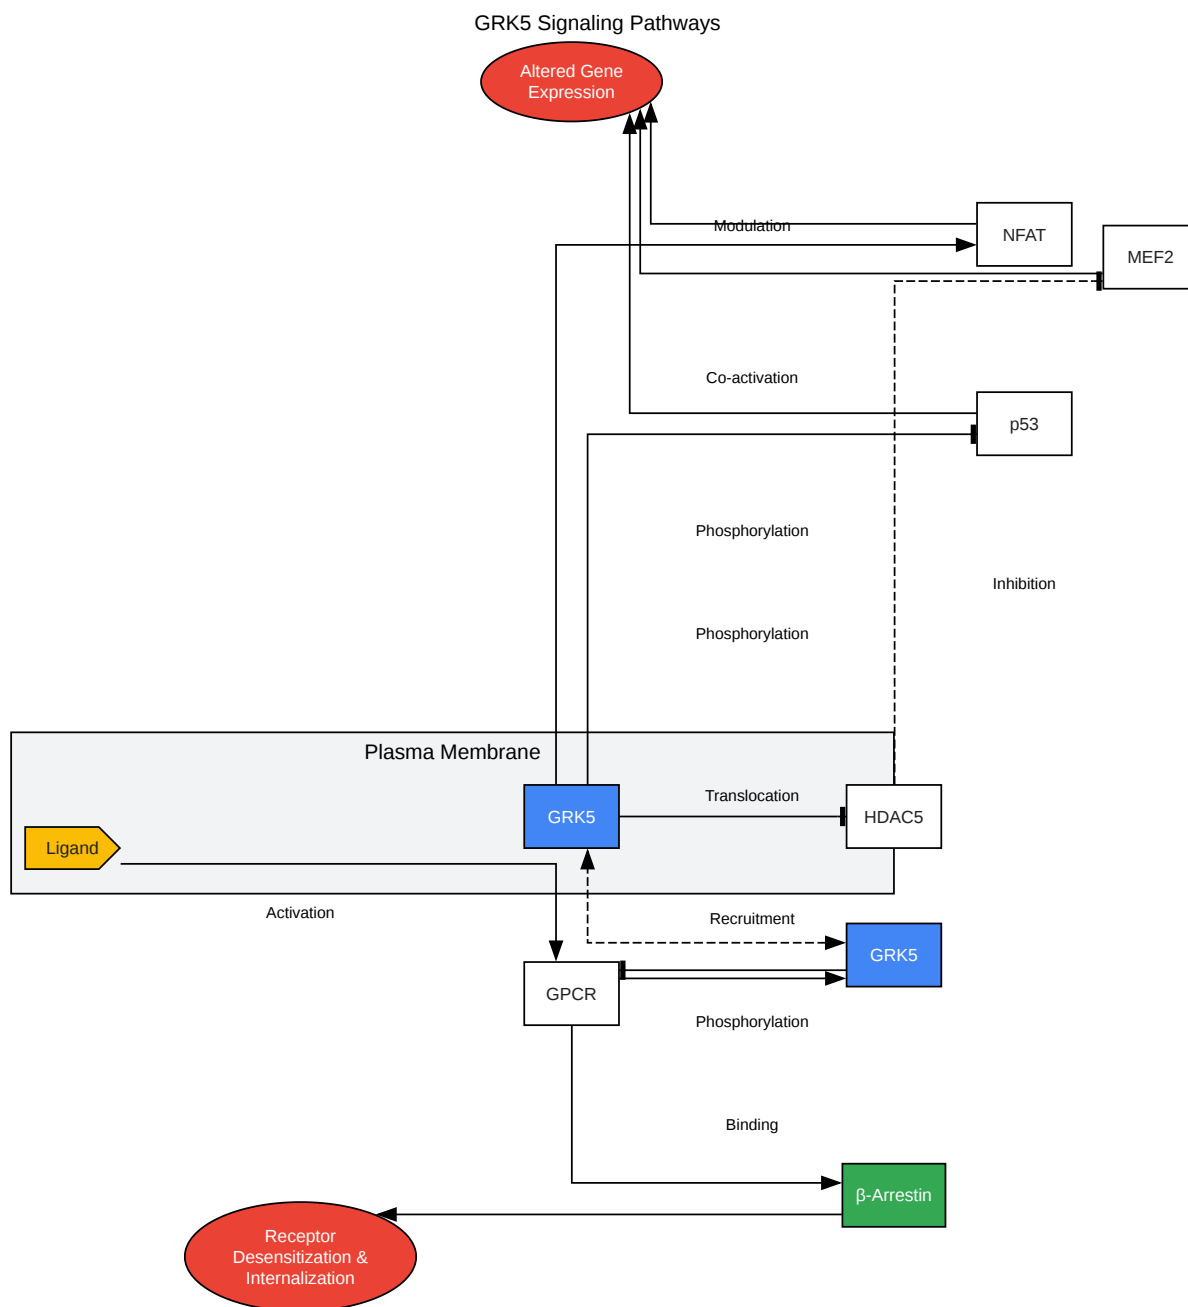 GRK5 Signaling Pathways
Altered Gene
Expression
Modulation
NFAT
MEF2
Co-activation
p53
Phosphorylation
Inhibition
Phosphorylation
Plasma Membrane
Translocation
GRK5
HDAC5
Ligand
Activation
Recruitment
GRK5
GPCR
Phosphorylation
Binding
β-Arrestin
Receptor
Desensitization &
Internalization